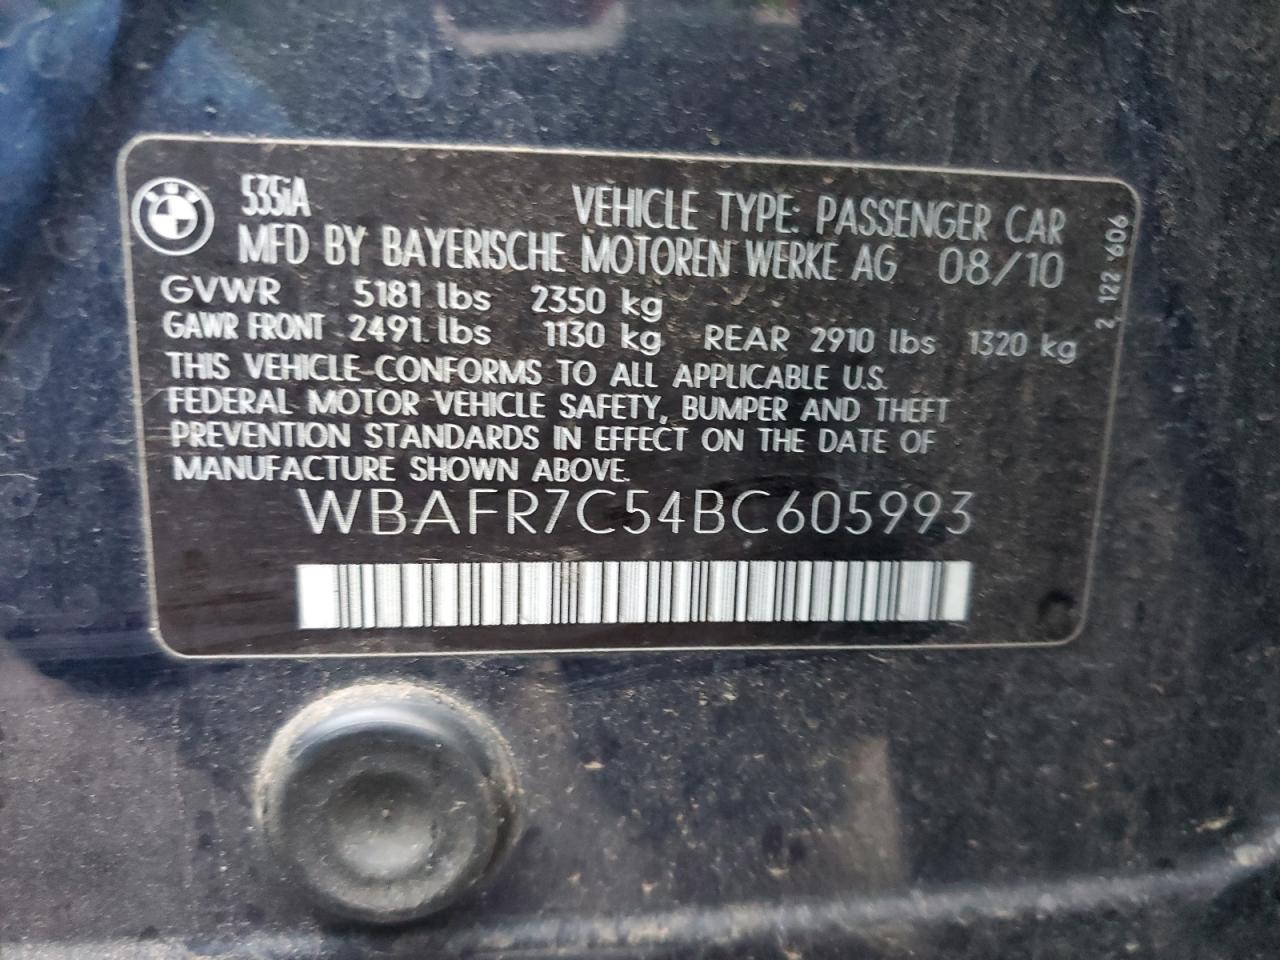 535iA VEHICLE TYPE: PASSENGER CAR
MFD BY BAYERISCHE MOTOREN WERKE AG 08/10
GVWR 5181 lbs 2350 kg
GAWR FRONT 2491 lbs 1130 kg REAR 2910 lbs 1320 kg
THIS VEHICLE CONFORMS TO ALL APPLICABLE U.S.
FEDERAL MOTOR VEHICLE SAFETY, BUMPER AND THEFT
PREVENTION STANDARDS IN EFFECT ON THE DATE OF
MANUFACTURE SHOWN ABOVE.
WBAFR7C54BC605993
2 122 606